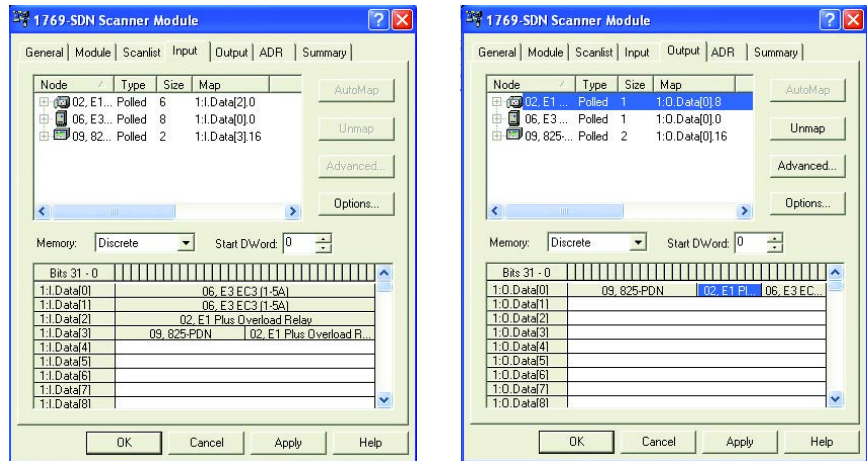 1769-SDN Scanner Module
General Module Scanlist Input Output ADR Summary
Node Type Size Map
02, E1... Polled 6 1:I.Data[2].0
06, E3... Polled 8 1:I.Data[0].0
09, 82... Polled 2 1:I.Data[3].16
AutoMap
Unmap
Advanced...
Options...
Memory: Discrete Start DWord: 0
Bits 31 - 0
1:I.Data[0] 06, E3 EC3 (1-5A)
1:I.Data[1] 06, E3 EC3 (1-5A)
1:I.Data[2] 02, E1 Plus Overload Relay
1:I.Data[3] 09, 825-PDN 02, E1 Plus Overload R...
1:I.Data[4]
1:I.Data[5]
1:I.Data[6]
1:I.Data[7]
1:I.Data[8]
OK Cancel Apply Help
1769-SDN Scanner Module
General Module Scanlist Input Output ADR Summary
Node Type Size Map
02, E1 ... Polled 1 1:O.Data[0].8
06, E3 ... Polled 1 1:O.Data[0].0
09, 825-... Polled 2 1:O.Data[0].16
AutoMap
Unmap
Advanced...
Options...
Memory: Discrete Start DWord: 0
Bits 31 - 0
1:O.Data[0] 09, 825-PDN 02, E1 Pl... 06, E3 EC...
1:O.Data[1]
1:O.Data[2]
1:O.Data[3]
1:O.Data[4]
1:O.Data[5]
1:O.Data[6]
1:O.Data[7]
1:O.Data[8]
OK Cancel Apply Help